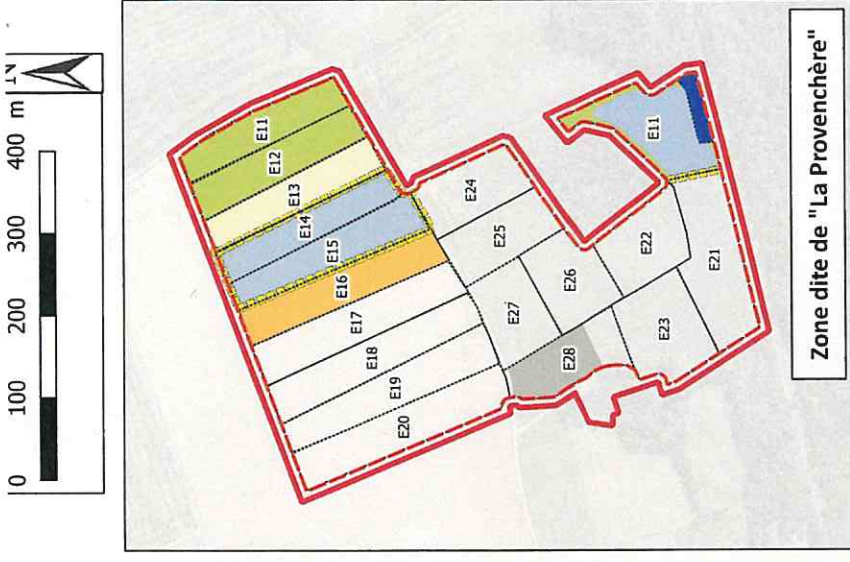 0 100 200 300 400 m
N
E11
E12
E13
E14
E15
E16
E17
E18
E19
E20
E24
E25
E26
E27
E28
E22
E23
E21
E11
Zone dite de "La Provenchère"